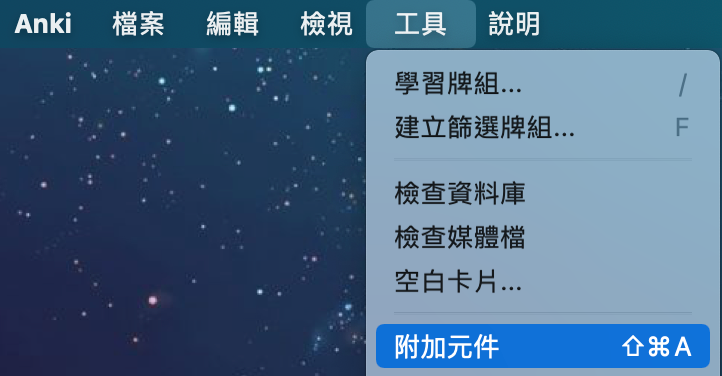 Anki 檔案 編輯 檢視 工具 說明
學習牌組... /
建立篩選牌組... F
檢查資料庫
檢查媒體檔
空白卡片...
附加元件 ⇧⌘A